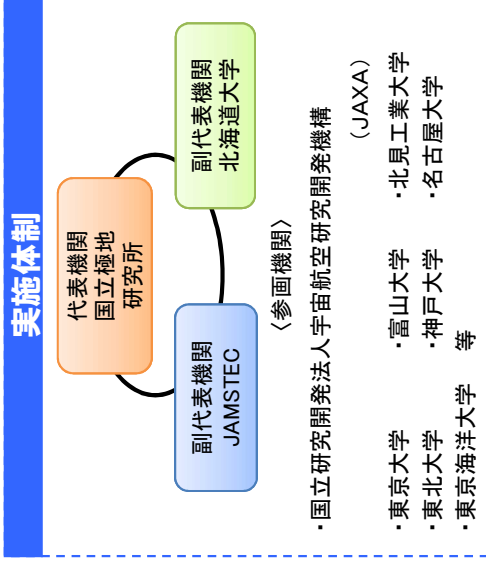 実施体制
代表機関
国立極地
研究所
副代表機関
JAMSTEC
副代表機関
北海道大学
〈参画機関〉
・国立研究開発法人宇宙航空研究開発機構
(JAXA)
・東京大学 ・富山大学 ・北見工業大学
・東北大学 ・神戸大学 ・名古屋大学
・東京海洋大学 等